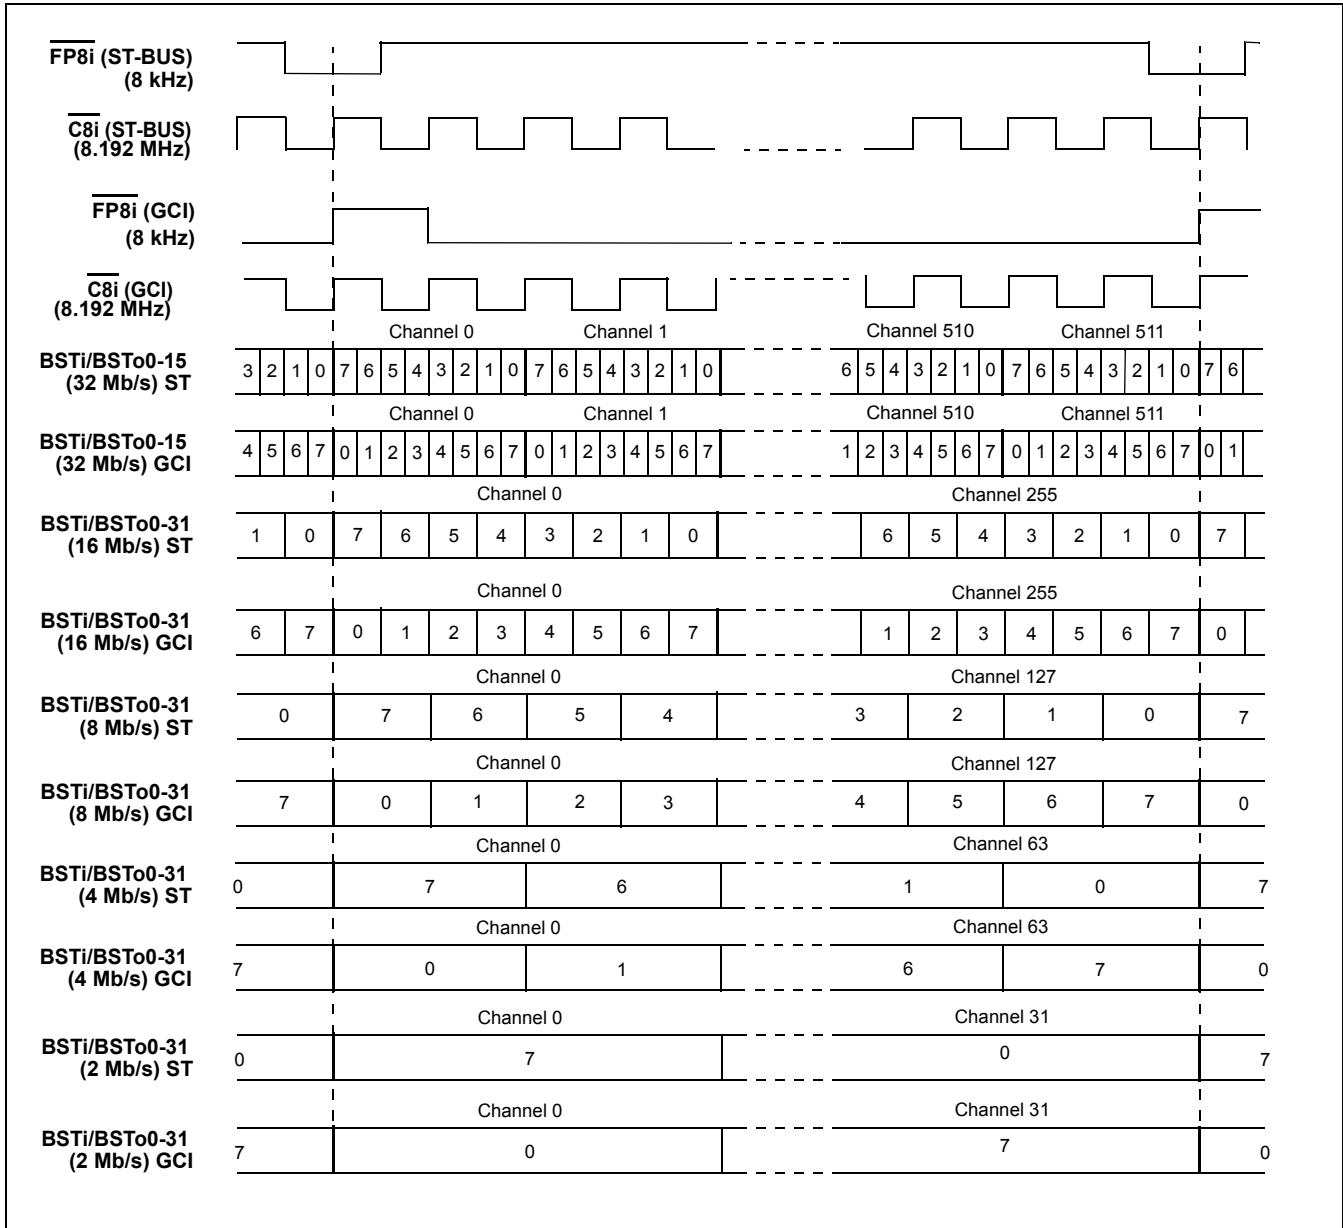 FP8i (ST-BUS)
(8 kHz)
C8i (ST-BUS)
(8.192 MHz)
FP8i (GCI)
(8 kHz)
C8i (GCI)
(8.192 MHz)
Channel 0 Channel 1 Channel 510 Channel 511
BSTi/BSTo0-15
(32 Mb/s) ST
3 2 1 0 7 6 5 4 3 2 1 0 7 6 5 4 3 2 1 0 6 5 4 3 2 1 0 7 6 5 4 3 2 1 0 7 6
Channel 0 Channel 1 Channel 510 Channel 511
BSTi/BSTo0-15
(32 Mb/s) GCI
4 5 6 7 0 1 2 3 4 5 6 7 0 1 2 3 4 5 6 7 1 2 3 4 5 6 7 0 1 2 3 4 5 6 7 0 1
Channel 0 Channel 255
BSTi/BSTo0-31
(16 Mb/s) ST
1 0 7 6 5 4 3 2 1 0 6 5 4 3 2 1 0 7
Channel 0 Channel 255
BSTi/BSTo0-31
(16 Mb/s) GCI
6 7 0 1 2 3 4 5 6 7 1 2 3 4 5 6 7 0
Channel 0 Channel 127
BSTi/BSTo0-31
(8 Mb/s) ST
0 7 6 5 4 3 2 1 0 7
Channel 0 Channel 127
BSTi/BSTo0-31
(8 Mb/s) GCI
7 0 1 2 3 4 5 6 7 0
Channel 0 Channel 63
BSTi/BSTo0-31
(4 Mb/s) ST
0 7 6 1 0 7
Channel 0 Channel 63
BSTi/BSTo0-31
(4 Mb/s) GCI
7 0 1 6 7 0
Channel 0 Channel 31
BSTi/BSTo0-31
(2 Mb/s) ST
0 7 0 7
Channel 0 Channel 31
BSTi/BSTo0-31
(2 Mb/s) GCI
7 0 7 0